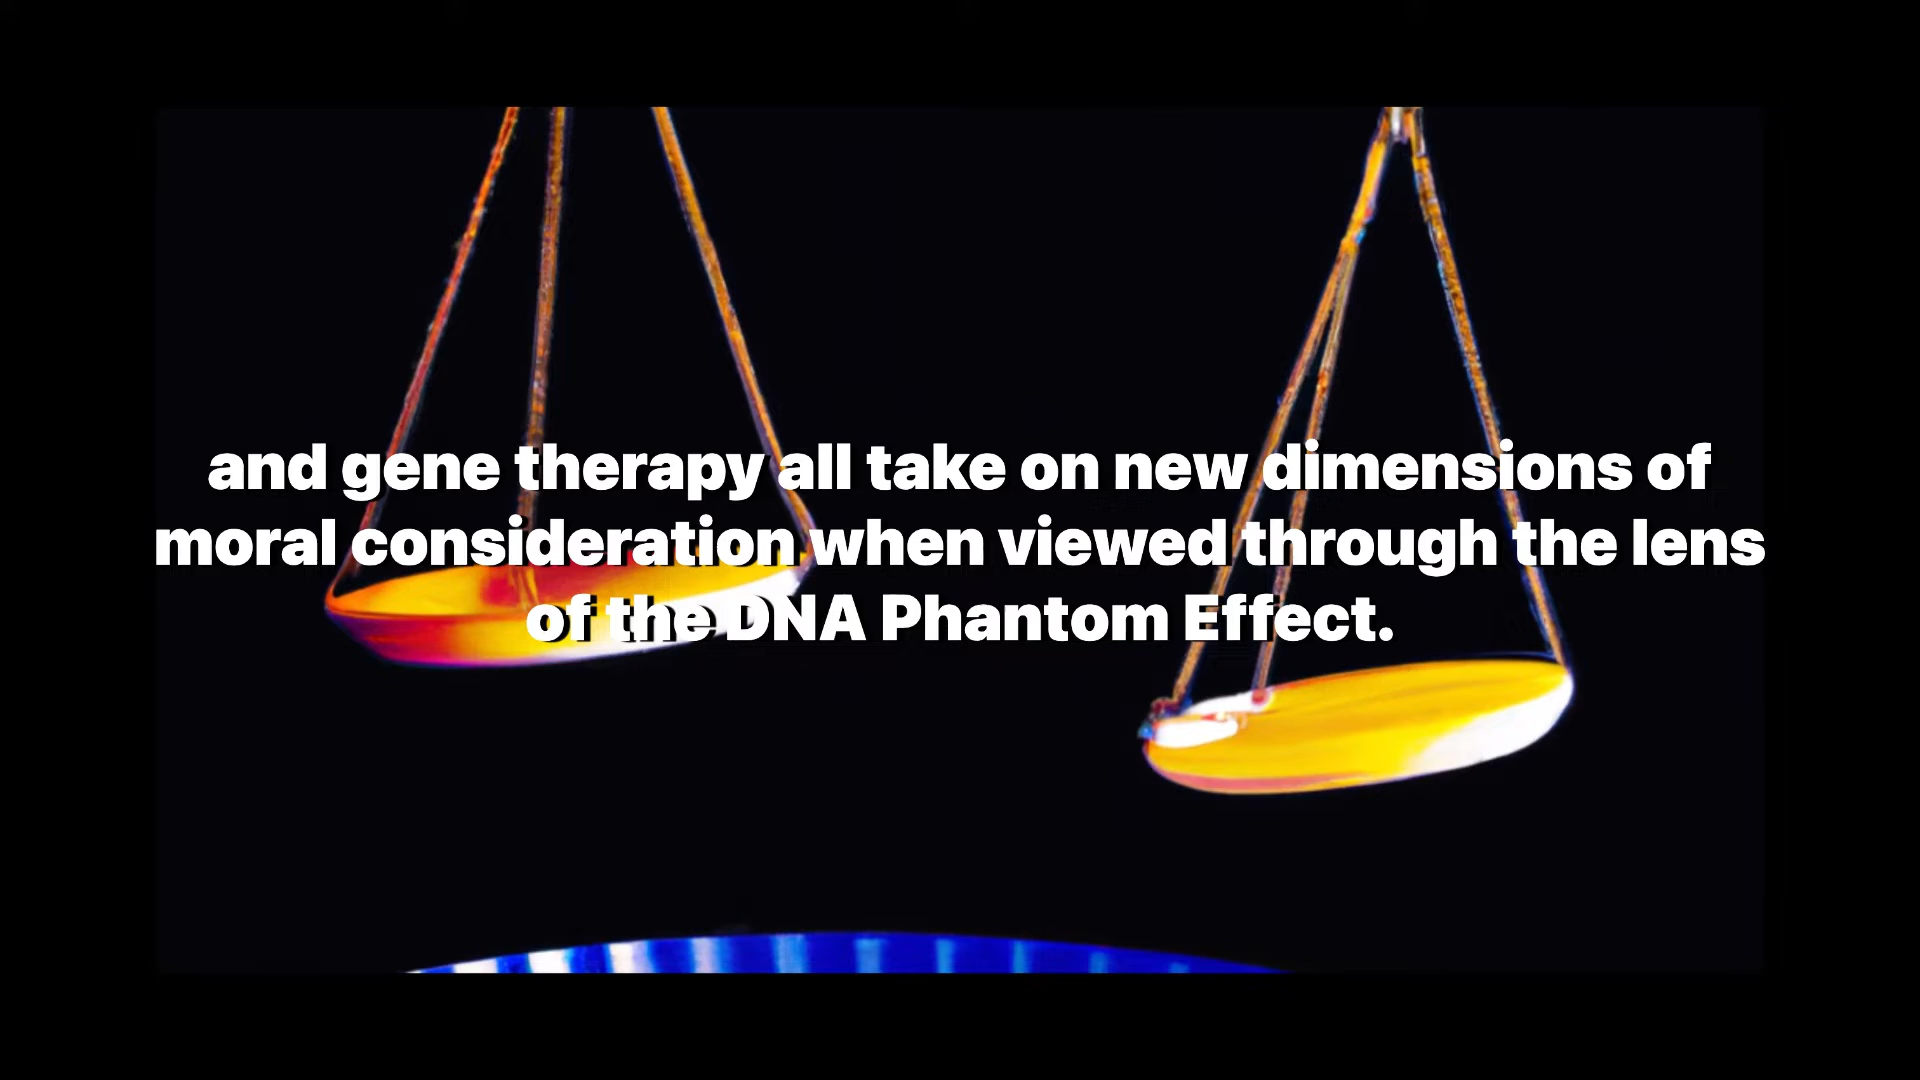 and gene therapy all take on new dimensions of
moral consideration when viewed through the lens
of the DNA Phantom Effect.